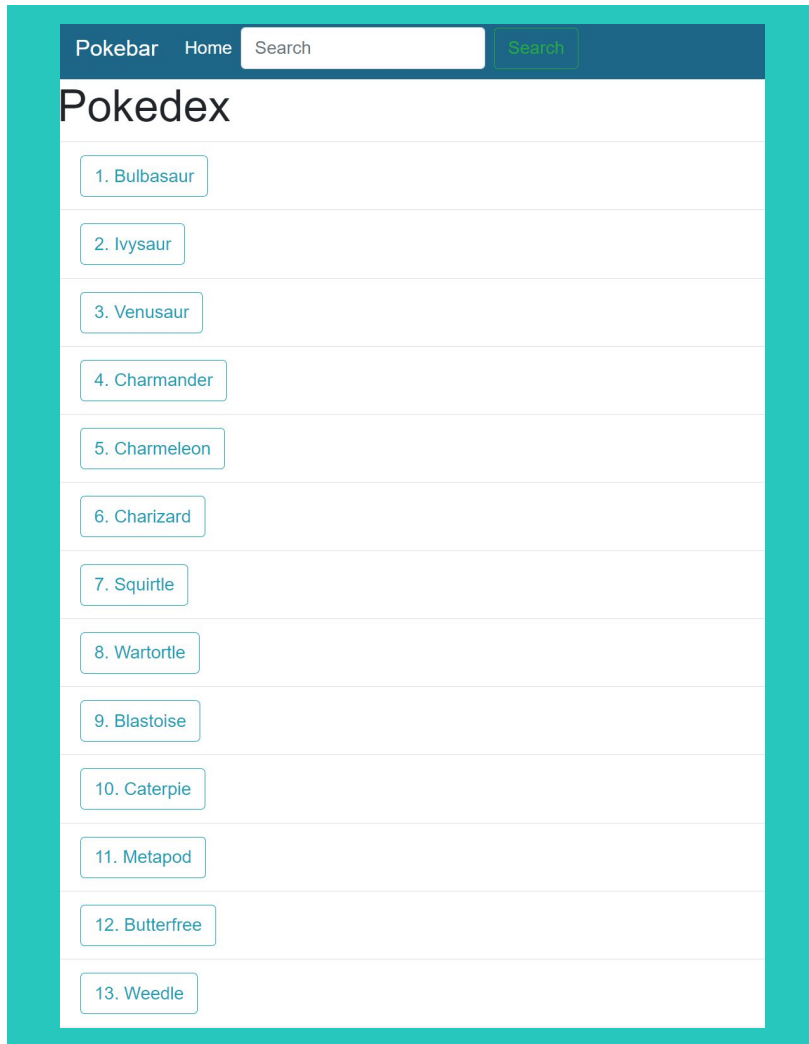 Pokebar Home Search Search
Pokedex
1. Bulbasaur
2. Ivysaur
3. Venusaur
4. Charmander
5. Charmeleon
6. Charizard
7. Squirtle
8. Wartortle
9. Blastoise
10. Caterpie
11. Metapod
12. Butterfree
13. Weedle